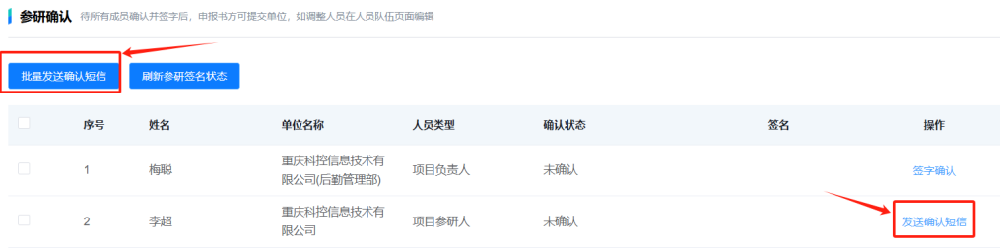 参研确认 待所有成员确认并签字后，申报书方可提交单位，如调整人员在人员队伍页面编辑
批量发送确认短信 刷新参研签名状态
序号 姓名 单位名称 人员类型 确认状态 签名 操作
1 梅聪 重庆科控信息技术有限公司(后勤管理部) 项目负责人 未确认 签字确认
2 李超 重庆科控信息技术有限公司 项目参研人 未确认 发送确认短信